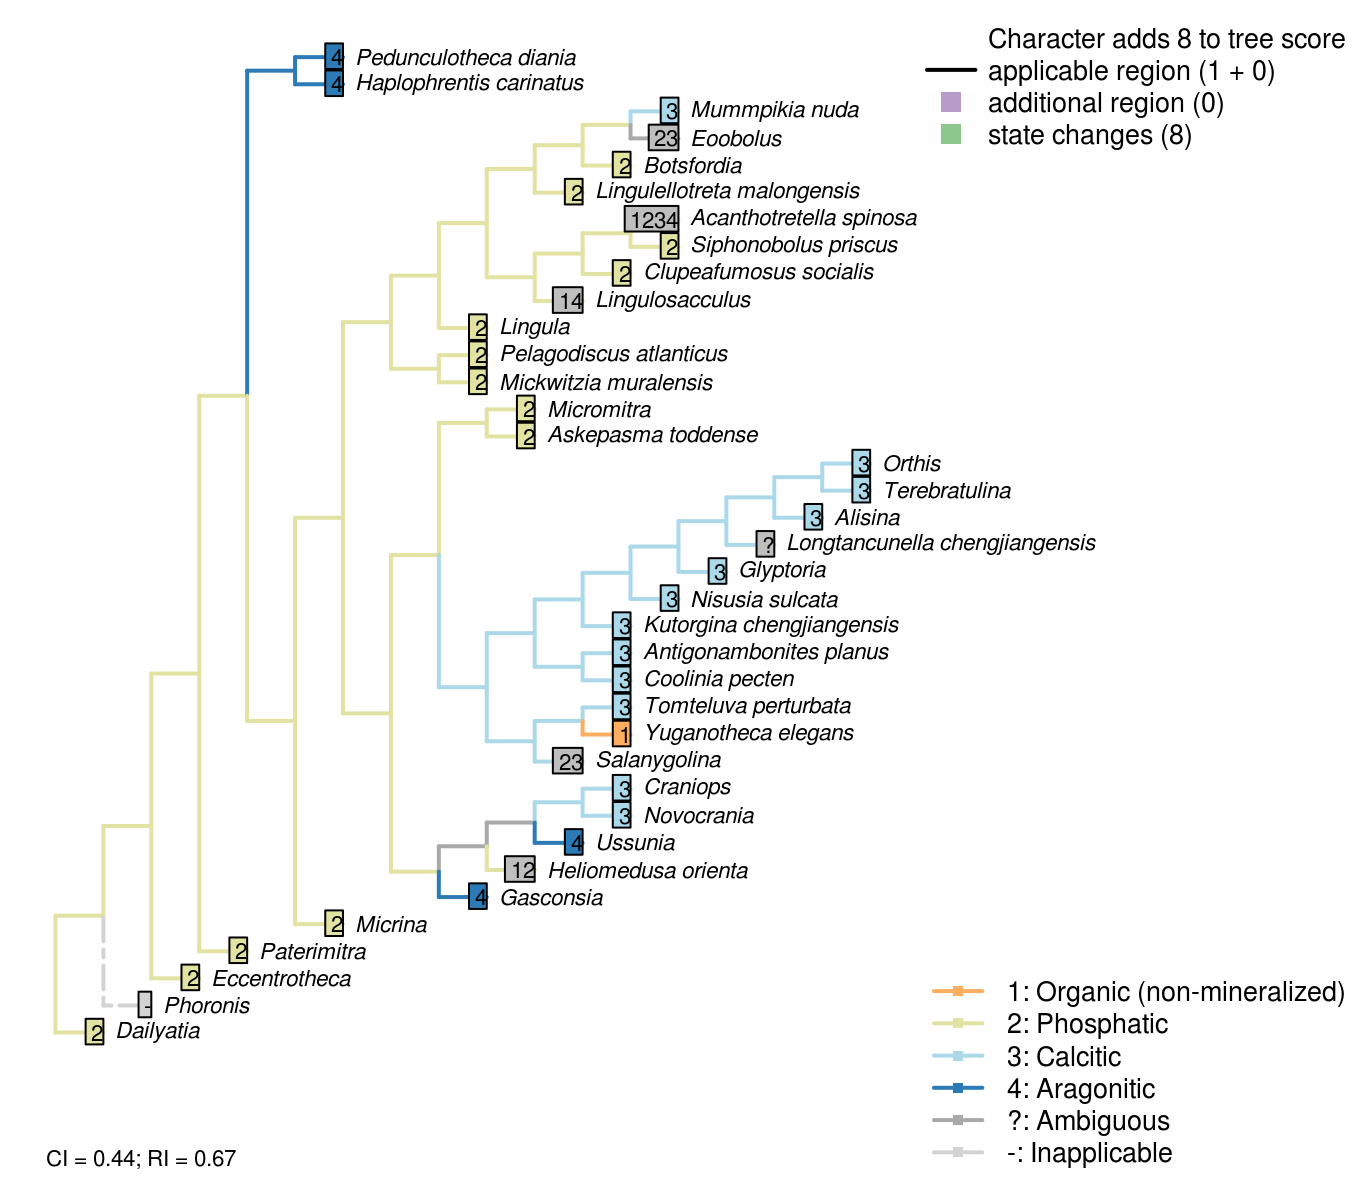 Character adds 8 to tree score
applicable region (1 + 0)
additional region (0)
state changes (8)
4 Pedunculotheca diania
4 Haplophrentis carinatus
3 Mummpikia nuda
23 Eoobolus
2 Botsfordia
2 Lingulellotreta malongensis
1234 Acanthotretella spinosa
2 Siphonobolus priscus
2 Clupeafumosus socialis
14 Lingulosacculus
2 Lingula
2 Pelagodiscus atlanticus
2 Mickwitzia muralensis
2 Micromitra
2 Askepasma toddense
3 Orthis
3 Terebratulina
3 Alisina
? Longtancunella chengjiangensis
3 Glyptoria
3 Nisusia sulcata
3 Kutorgina chengjiangensis
3 Antigonambonites planus
3 Coolinia pecten
3 Tomteluva perturbata
1 Yuganotheca elegans
23 Salanygolina
3 Craniops
3 Novocrania
4 Ussunia
12 Heliomedusa orienta
4 Gasconsia
2 Micrina
2 Paterimitra
2 Eccentrotheca
- Phoronis
2 Dailyatia
1: Organic (non-mineralized)
2: Phosphatic
3: Calcitic
4: Aragonitic
?: Ambiguous
-: Inapplicable
CI = 0.44; RI = 0.67